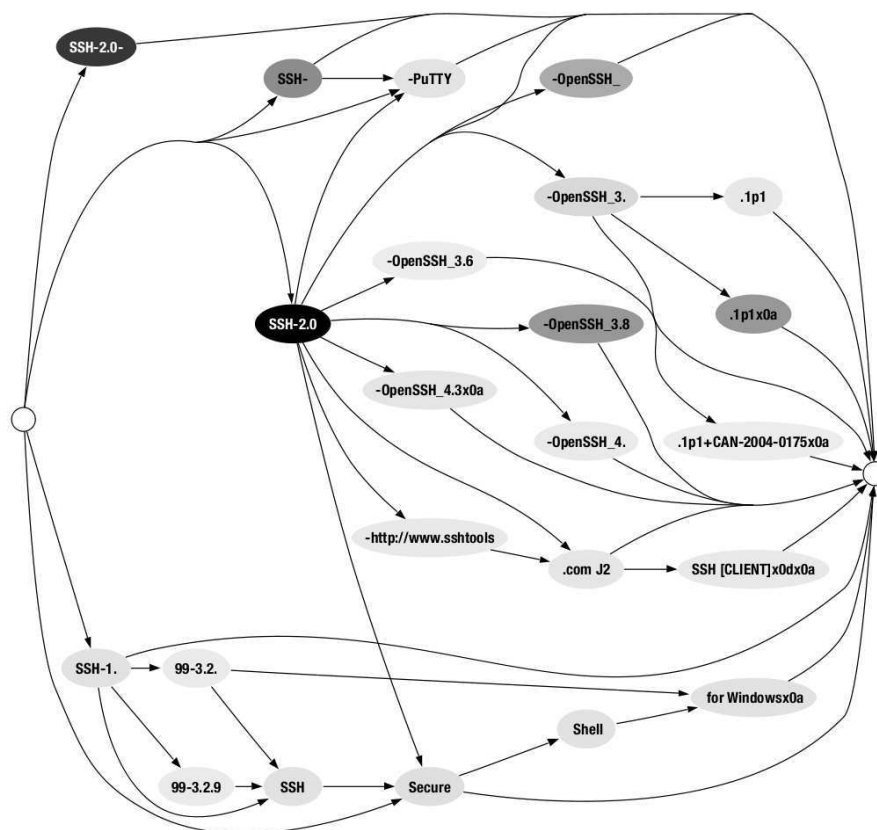 SSH-2.0-
SSH-
-PuTTY
-OpenSSH_
-OpenSSH_3.
.1p1
-OpenSSH_3.6
SSH-2.0
-OpenSSH_3.8
.1p1x0a
-OpenSSH_4.3x0a
-OpenSSH_4.
.1p1+CAN-2004-0175x0a
-http://www.sshtools
.com J2
SSH [CLIENT]x0dx0a
SSH-1.
99-3.2.
for Windowsx0a
Shell
99-3.2.9
SSH
Secure